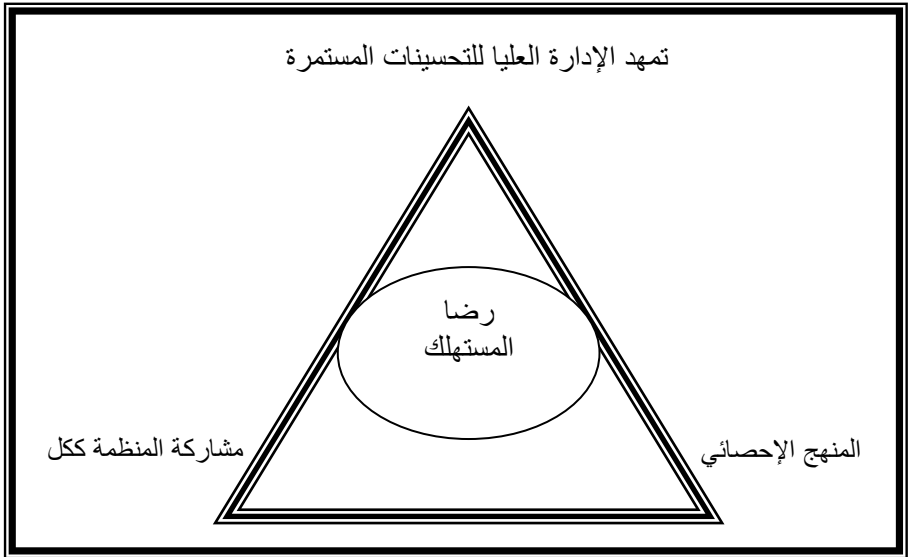 تمهد الإدارة العليا للتحسينات المستمرة
رضا
المستهلك
المنهج الإحصائي
مشاركة المنظمة ككل